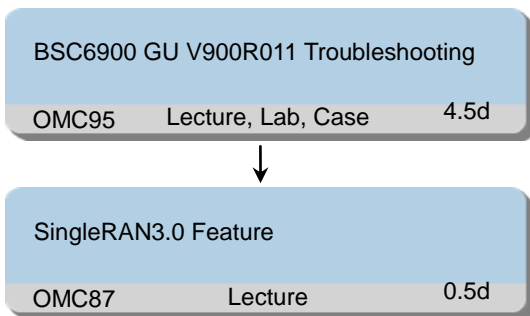 BSC6900 GU V900R011 Troubleshooting
OMC95 Lecture, Lab, Case 4.5d
SingleRAN3.0 Feature
OMC87 Lecture 0.5d